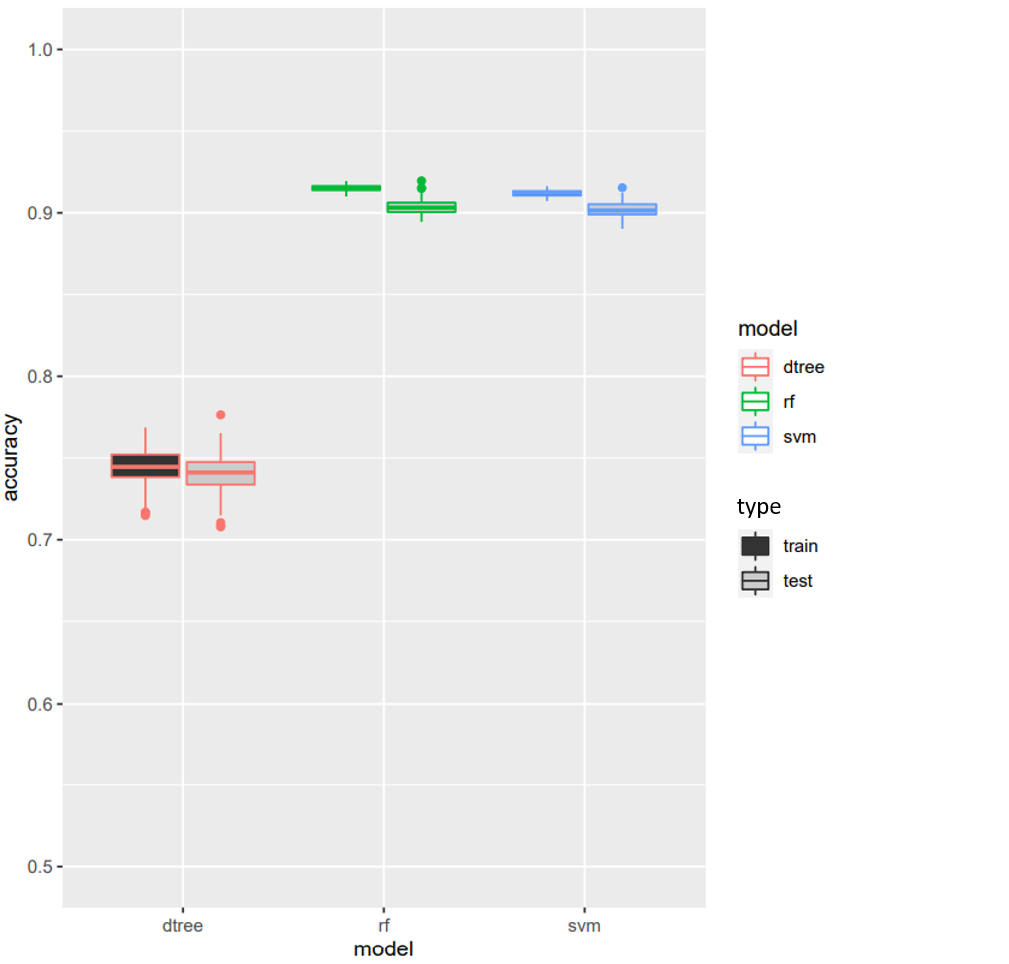 1.0
0.9
0.8
0.7
0.6
0.5
accuracy
dtree
rf
svm
model
model
dtree
rf
svm
type
train
test